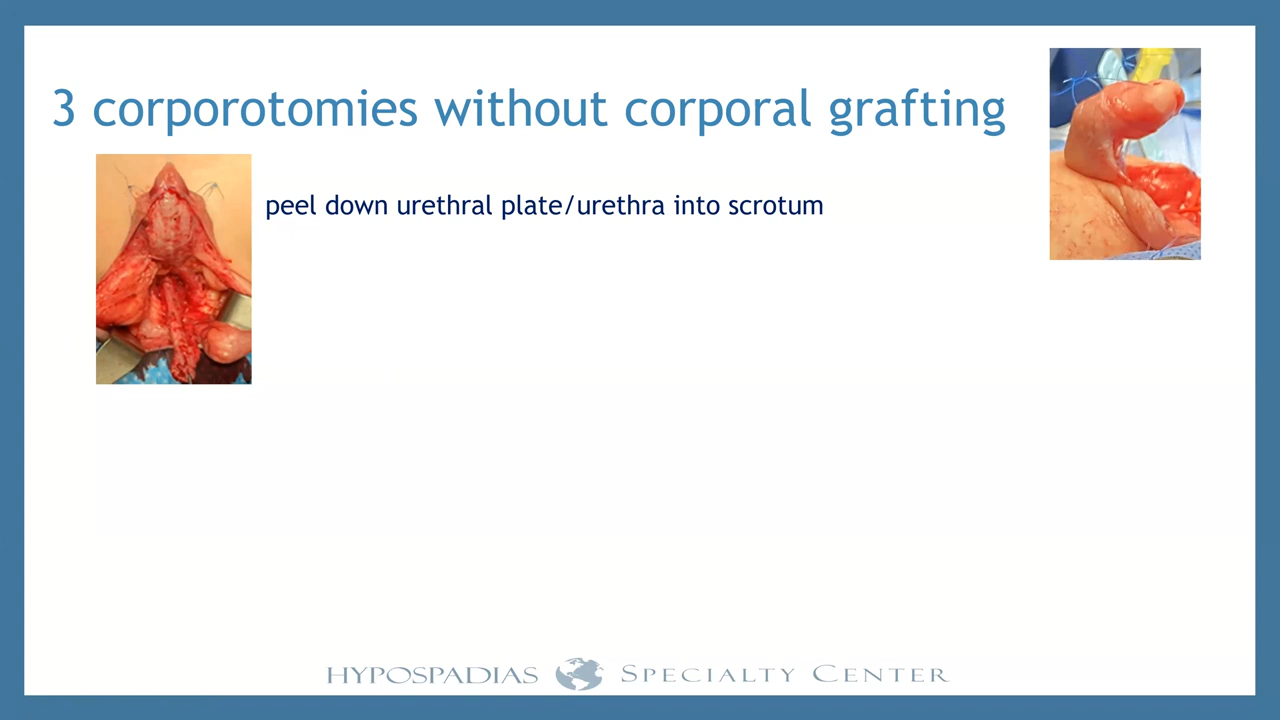 3 corporotomies without corporal grafting
peel down urethral plate/urethra into scrotum
HYPOSPADIAS SPECIALTY CENTER